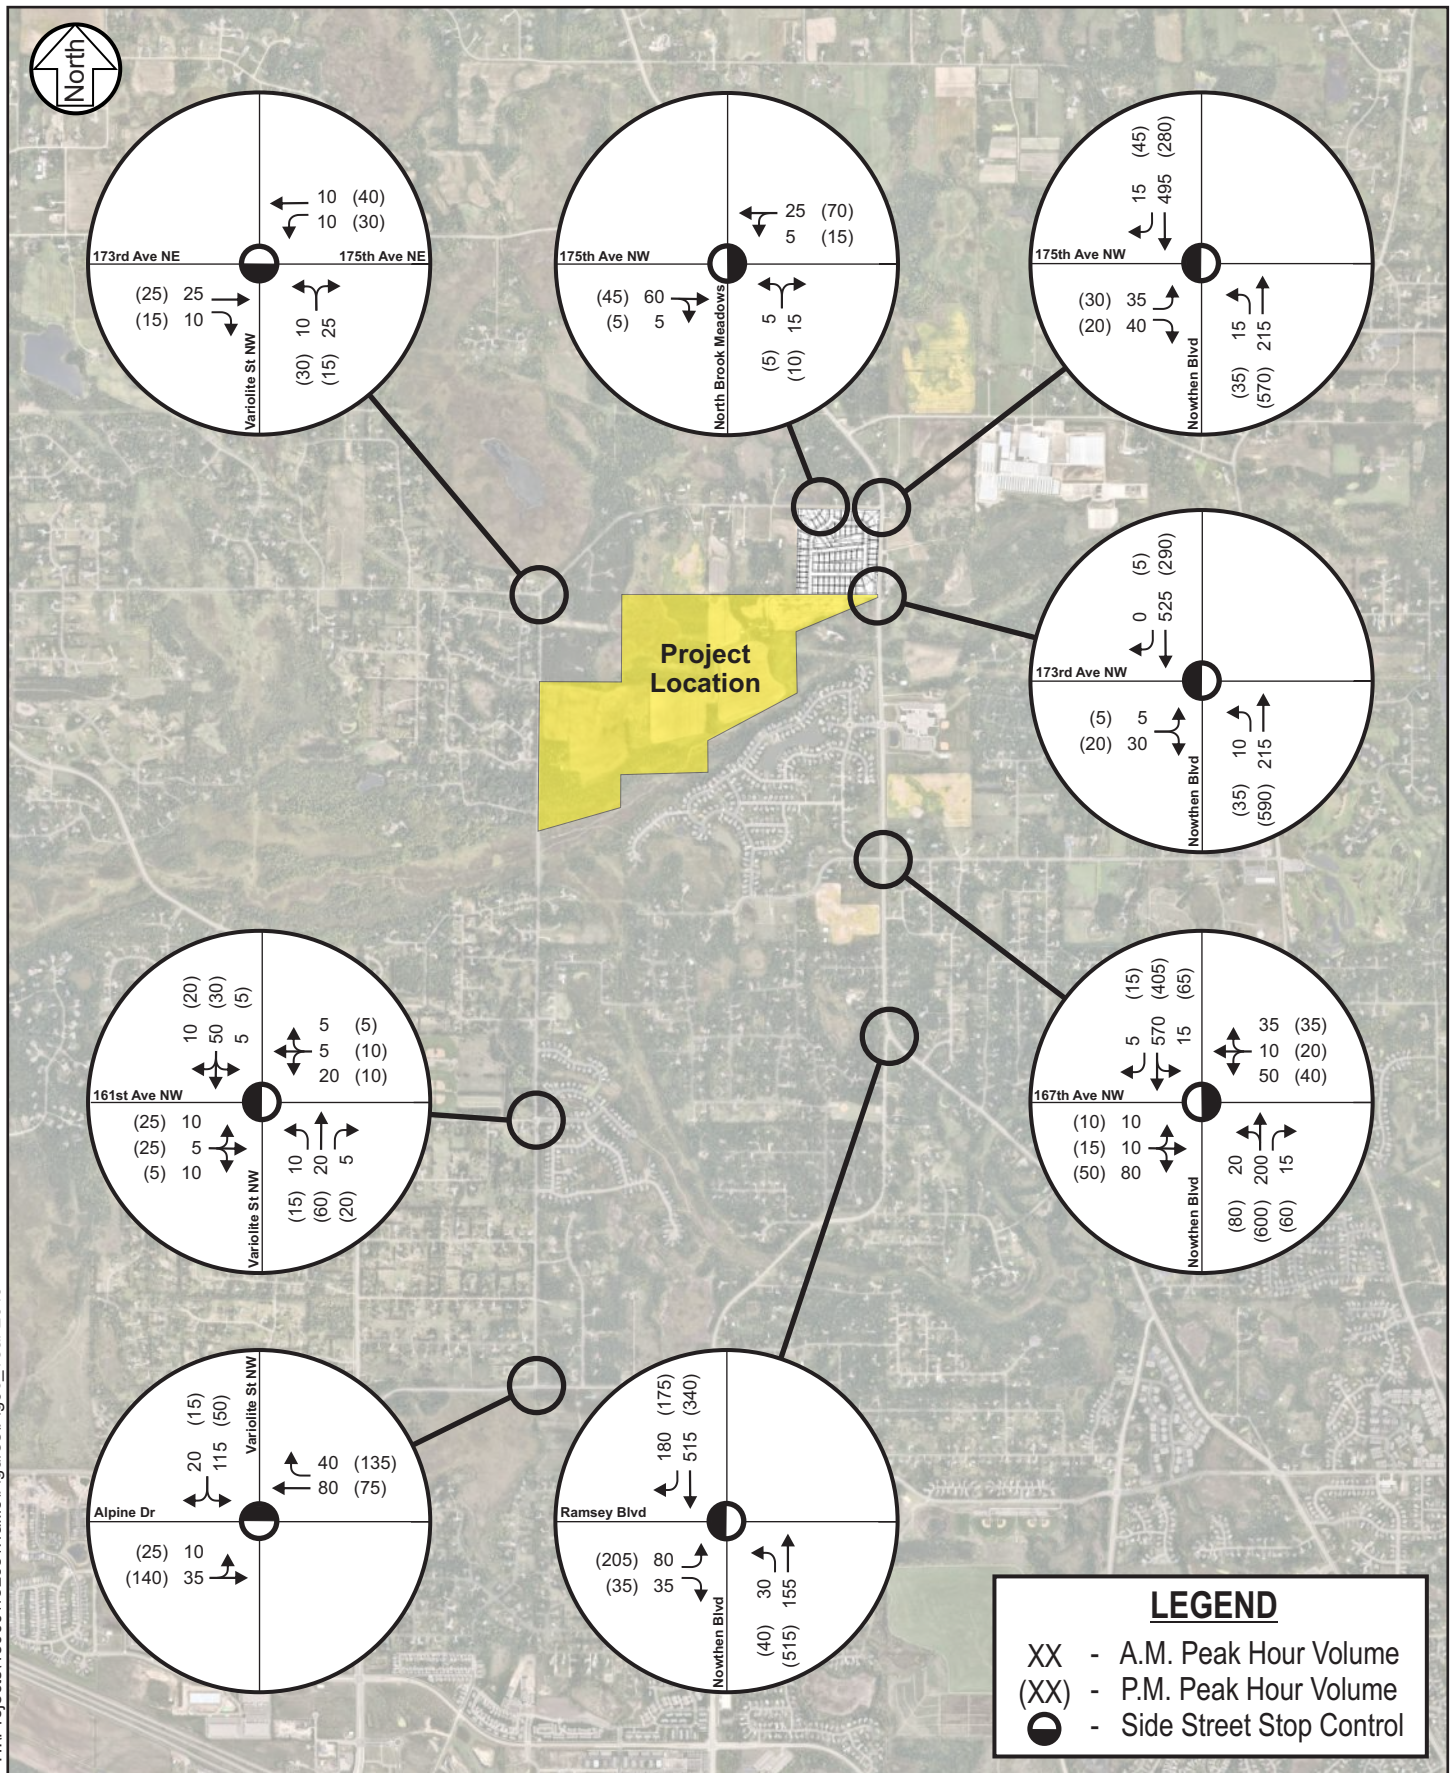 North
10 (40)
10 (30)
173rd Ave NE
175th Ave NE
(25) 25
(15) 10
10 (30)
25 (15)
Variolite St NW
25 (70)
5 (15)
175th Ave NW
(45) 60
(5) 5
5 (5)
15 (10)
North Brook Meadows
15 (45)
495 (280)
175th Ave NW
(30) 35
(20) 40
(35) 15
(570) 215
Nowthen Blvd
Project
Location
0 (5)
525 (290)
173rd Ave NW
(5) 5
(20) 30
(35) 10
(590) 215
Nowthen Blvd
10 (20)
50 (30)
5 (5)
5 (5)
5 (10)
20 (10)
161st Ave NW
(25) 10
(25) 5
(5) 10
(15) 10
(60) 20
(20) 5
Variolite St NW
5 (15)
570 (405)
15 (65)
35 (35)
10 (20)
50 (40)
167th Ave NW
(10) 10
(15) 10
(50) 80
(80) 20
(600) 200
(60) 15
Nowthen Blvd
20 (15)
115 (50)
Variolite St NW
40 (135)
80 (75)
Alpine Dr
(25) 10
(140) 35
180 (175)
515 (340)
Ramsey Blvd
(205) 80
(35) 35
(40) 30
(515) 155
Nowthen Blvd
LEGEND
XX - A.M. Peak Hour Volume
(XX) - P.M. Peak Hour Volume
- Side Street Stop Control